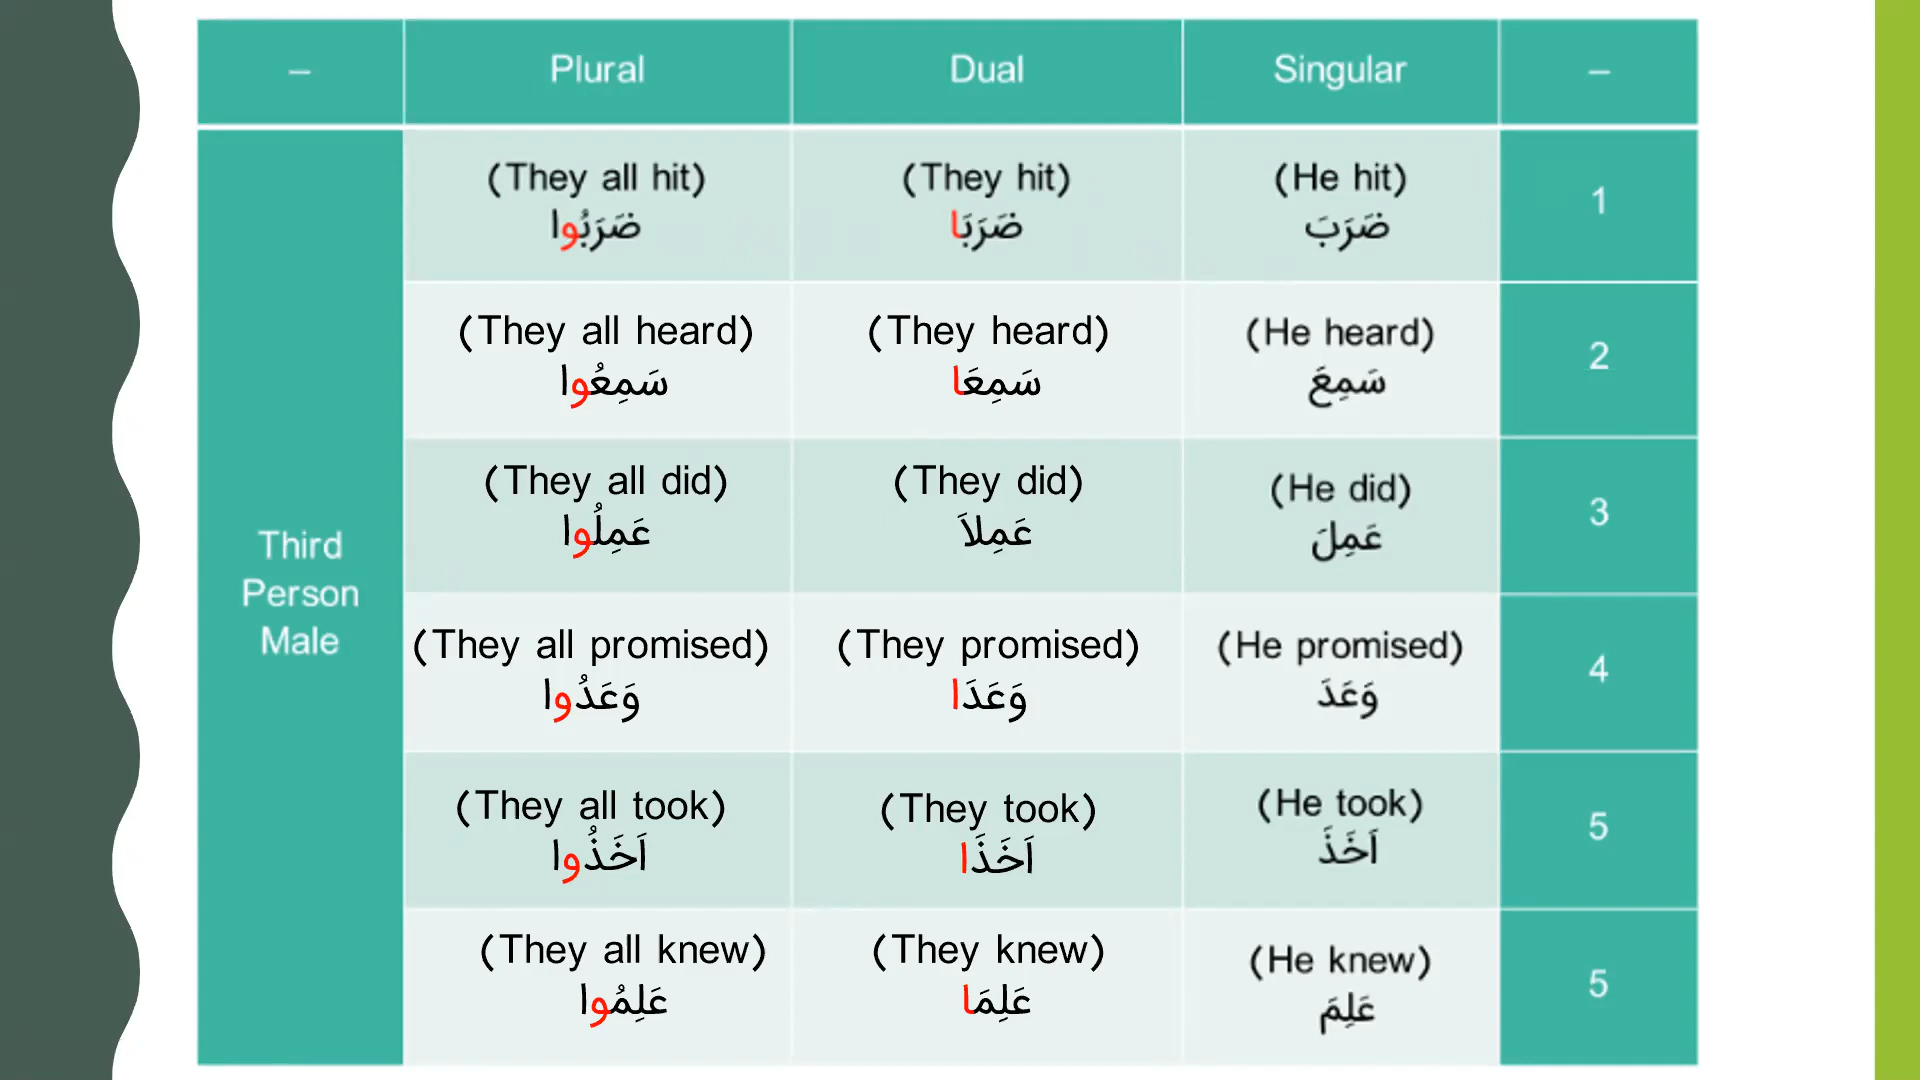 – Plural Dual Singular –
Third
Person
Male
(They all hit) (They hit) (He hit) 1
ضَرَبُوا ضَرَبَا ضَرَبَ
(They all heard) (They heard) (He heard) 2
سَمِعُوا سَمِعَا سَمِعَ
(They all did) (They did) (He did) 3
عَمِلُوا عَمِلاَ عَمِلَ
(They all promised) (They promised) (He promised) 4
وَعَدُوا وَعَدَا وَعَدَ
(They all took) (They took) (He took) 5
اَخَذُوا اَخَذَا اَخَذَ
(They all knew) (They knew) (He knew) 5
عَلِمُوا عَلِمَا عَلِمَ